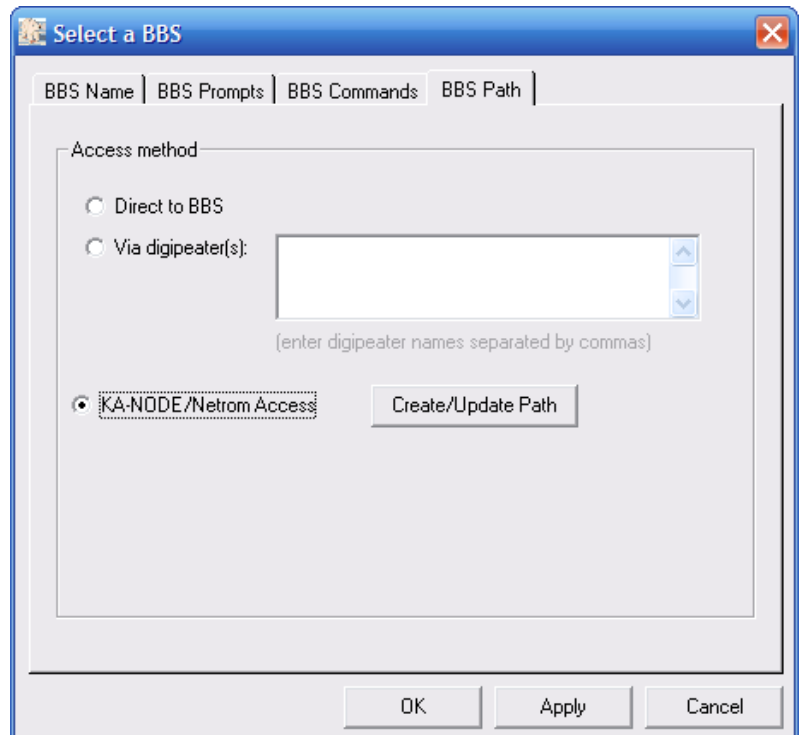 Select a BBS
BBS Name BBS Prompts BBS Commands BBS Path
Access method
Direct to BBS
Via digipeater(s):
(enter digipeater names separated by commas)
KA-NODE/Netrom Access Create/Update Path
OK Apply Cancel